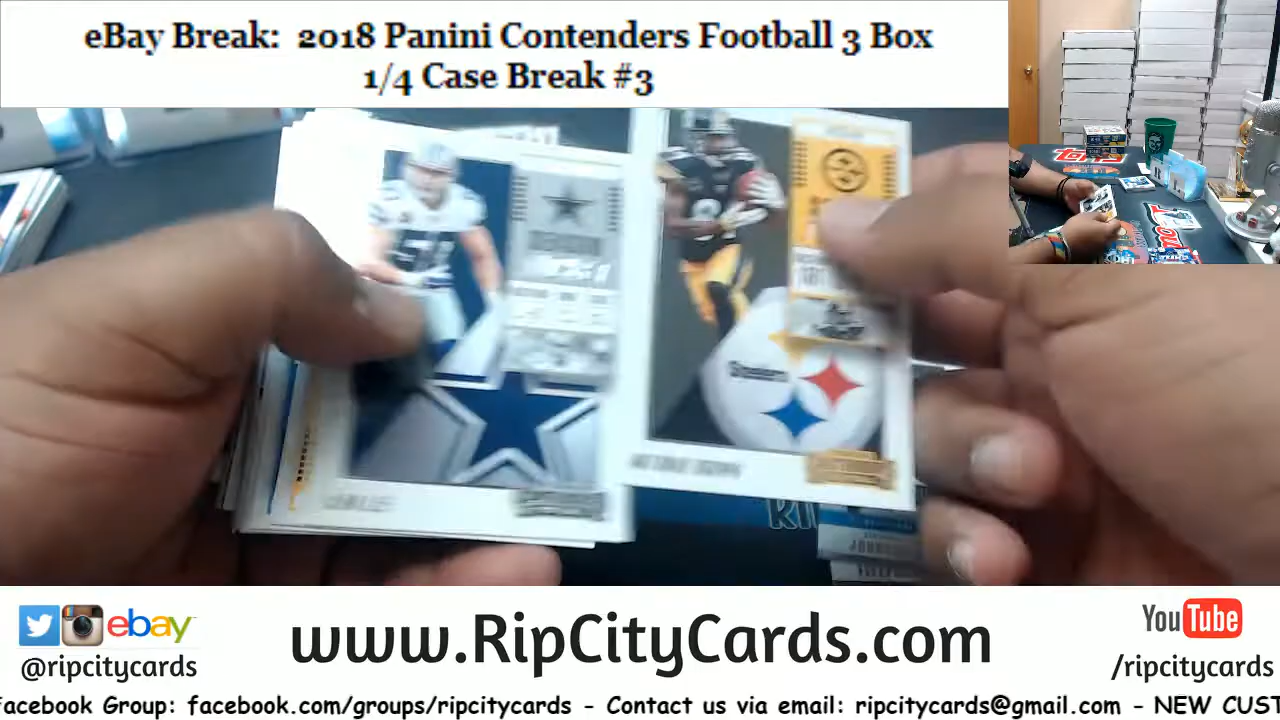 eBay Break: 2018 Panini Contenders Football 3 Box
1/4 Case Break #3
Steelers
ebay
@ripcitycards
www.RipCityCards.com
YouTube
/ripcitycards
Facebook Group: facebook.com/groups/ripcitycards - Contact us via email: ripcitycards@gmail.com - NEW CUST